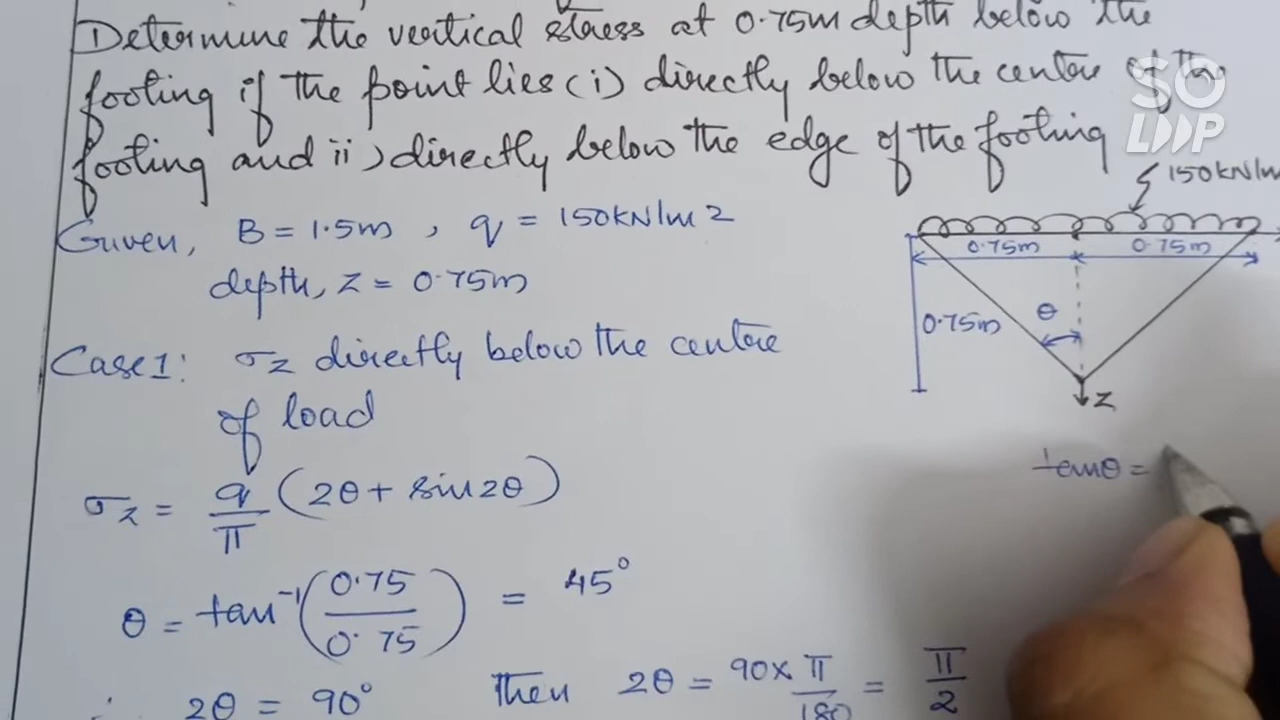 Determine the vertical stress at 0.75m depth below the
footing if the point lies (i) directly below the centre of the
footing and ii) directly below the edge of the footing
SO
LOOP
150kN/m
Given, B = 1.5m , q = 150kN/m2
0.75m 0.75m
depth, z = 0.75m
0.75m θ
Case1: σz directly below the centre
of load
z
tanθ =
σz = q/π (2θ + sin2θ)
θ = tan⁻¹(0.75/0.75) = 45°
∴ 2θ = 90° then 2θ = 90 x π/180 = π/2